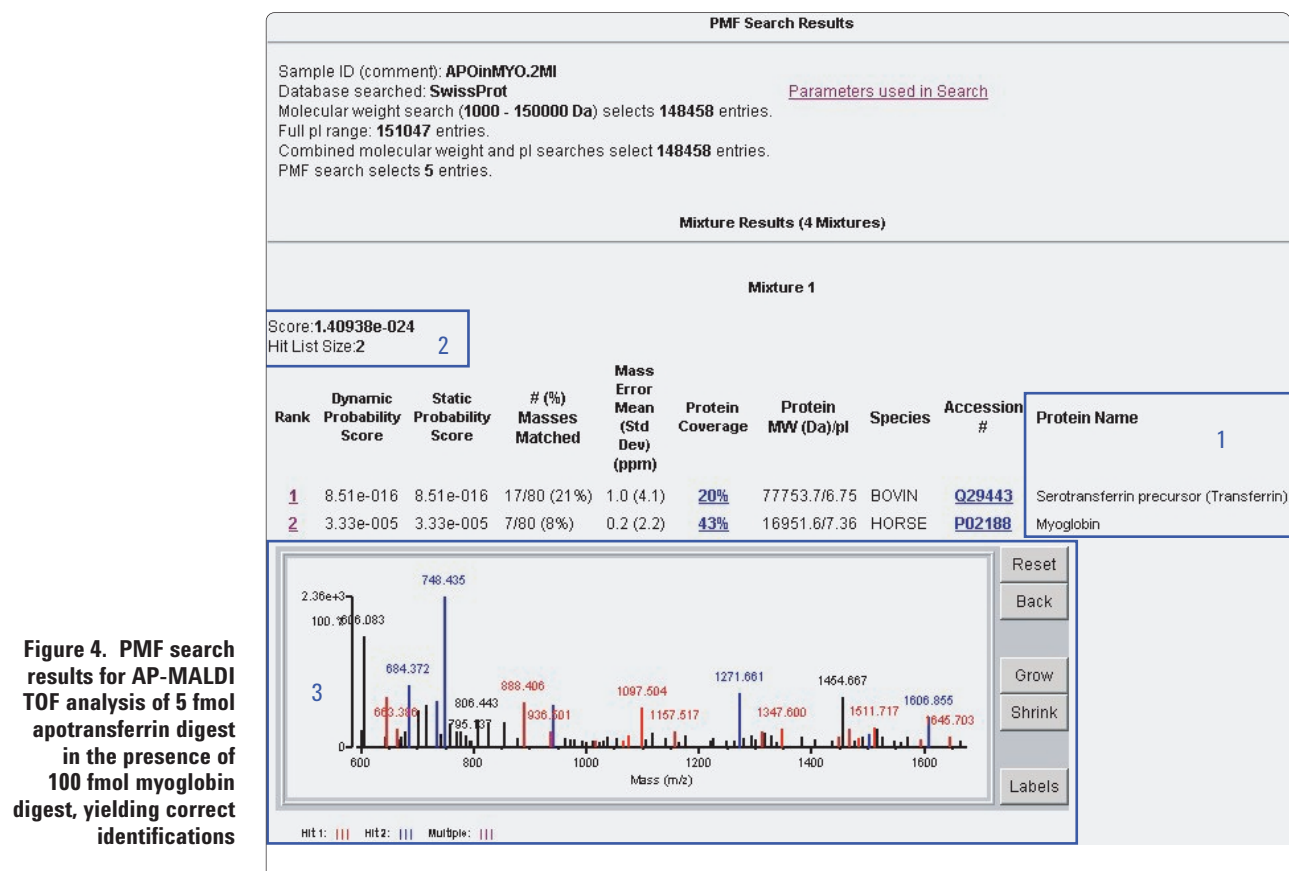 PMF Search Results
Sample ID (comment): APOinMYO.2MI
Database searched: SwissProt
Parameters used in Search
Molecular weight search (1000 - 150000 Da) selects 148458 entries.
Full pI range: 151047 entries.
Combined molecular weight and pI searches select 148458 entries.
PMF search selects 5 entries.
Mixture Results (4 Mixtures)
Mixture 1
Score:1.40938e-024
Hit List Size:2
2
Rank Dynamic Probability Score Static Probability Score # (%) Masses Matched Mass Error Mean (Std Dev) (ppm) Protein Coverage Protein MW (Da)/pI Species Accession # Protein Name
1
1 8.51e-016 8.51e-016 17/80 (21%) 1.0 (4.1) 20% 77753.7/6.75 BOVIN Q29443 Serotransferrin precursor (Transferrin)
2 3.33e-005 3.33e-005 7/80 (8%) 0.2 (2.2) 43% 16951.6/7.36 HORSE P02188 Myoglobin
3
2.36e+3
100.%
606.083
663.386
684.372
748.435
795.137
806.443
888.406
936.501
1097.504
1157.517
1271.661
1347.600
1454.667
1511.717
1606.855
1645.703
0
600 800 1000 1200 1400 1600
Mass (m/z)
Reset
Back
Grow
Shrink
Labels
Hit 1: ||| Hit 2: ||| Multiple: |||
Figure 4. PMF search
results for AP-MALDI
TOF analysis of 5 fmol
apotransferrin digest
in the presence of
100 fmol myoglobin
digest, yielding correct
identifications